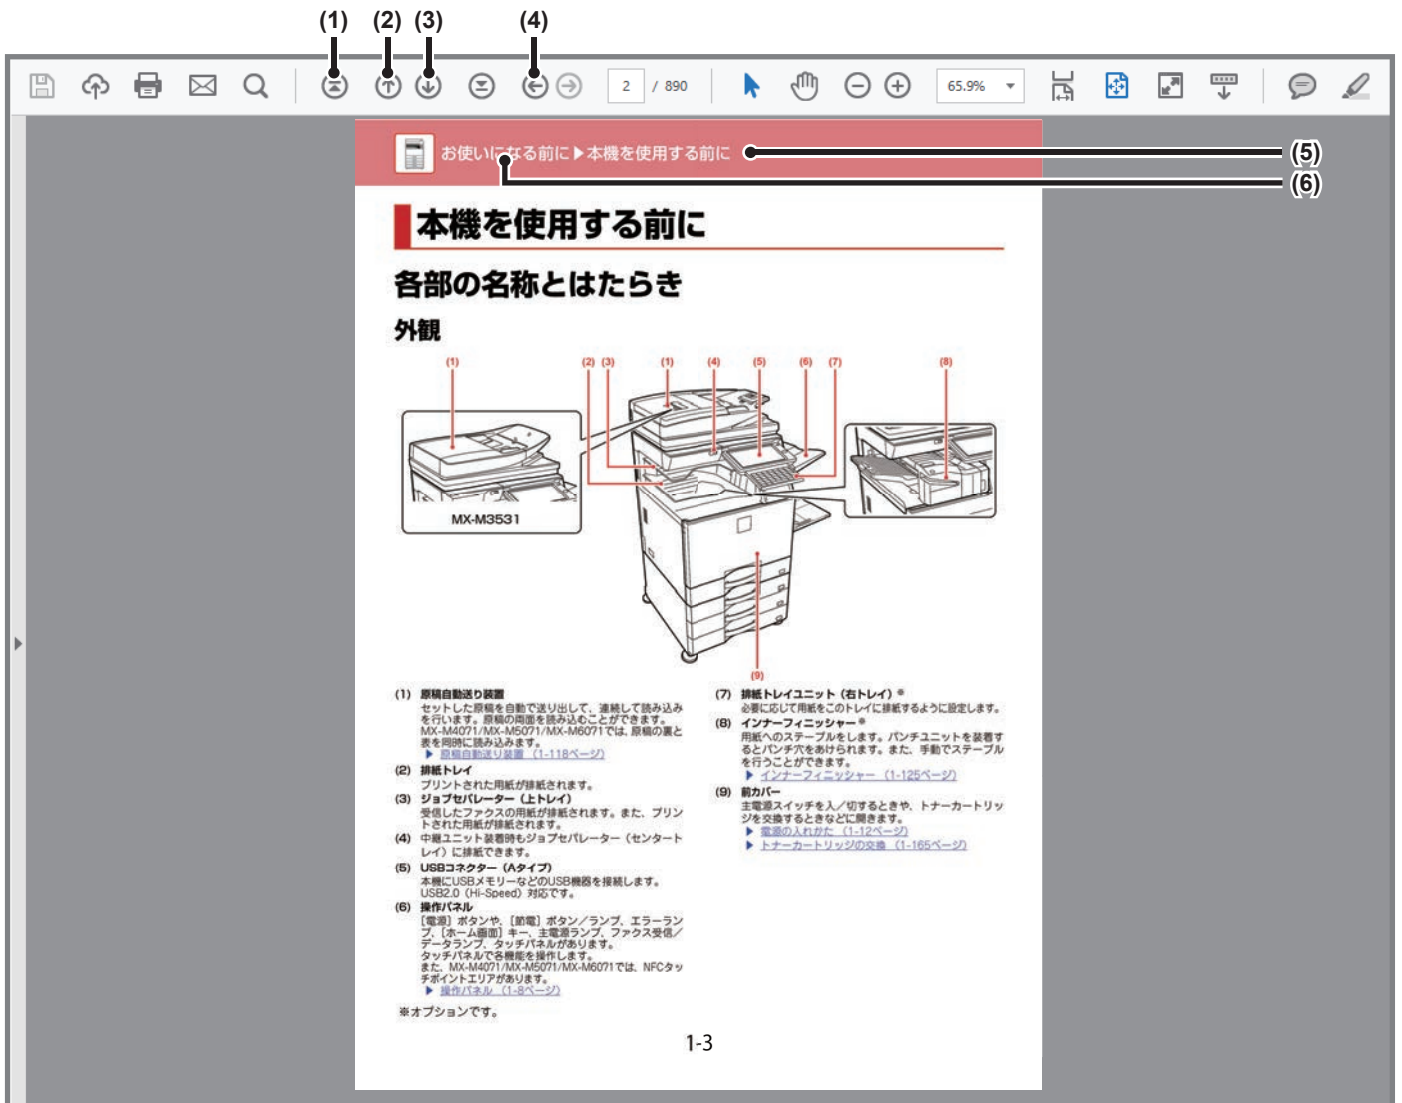 (1) (2) (3) (4)
2 / 890 65.9%
お使いになる前に▶本機を使用する前に
(5)
(6)
本機を使用する前に
各部の名称とはたらき
外観
(1) (2) (3) (1) (4) (5) (6) (7) (8)
MX-M3531
(9)
(1) 原稿自動送り装置
セットした原稿を自動で送り出して、連続して読み込み
を行います。原稿の両面を読み込むことができます。
MX-M4071/MX-M5071/MX-M6071では、原稿の裏と
表を同時に読み込みます。
▶ 原稿自動送り装置 （1-118ページ）
(2) 排紙トレイ
プリントされた用紙が排紙されます。
(3) ジョブセパレーター（上トレイ）
受信したファクスの用紙が排紙されます。また、プリン
トされた用紙が排紙されます。
(4) 中継ユニット装着時もジョブセパレーター（センタート
レイ）に排紙できます。
(5) USBコネクター（Aタイプ）
本機にUSBメモリーなどのUSB機器を接続します。
USB2.0（Hi-Speed）対応です。
(6) 操作パネル
［電源］ボタンや、［節電］ボタン／ランプ、エラーラン
プ、［ホーム画面］キー、主電源ランプ、ファクス受信／
データランプ、タッチパネルがあります。
タッチパネルで各機能を操作します。
また、MX-M4071/MX-M5071/MX-M6071では、NFCタッ
チポイントエリアがあります。
▶ 操作パネル （1-8ページ）
※オプションです。
(7) 排紙トレイユニット（右トレイ）※
必要に応じて用紙をこのトレイに排紙するように設定します。
(8) インナーフィニッシャー※
用紙へのステープルをします。パンチユニットを装着す
るとパンチ穴をあけられます。また、手動でステープル
を行うことができます。
▶ インナーフィニッシャー （1-125ページ）
(9) 前カバー
主電源スイッチを入／切するときや、トナーカートリッ
ジを交換するときなどに開きます。
▶ 電源の入れかた （1-12ページ）
▶ トナーカートリッジの交換 （1-165ページ）
1-3